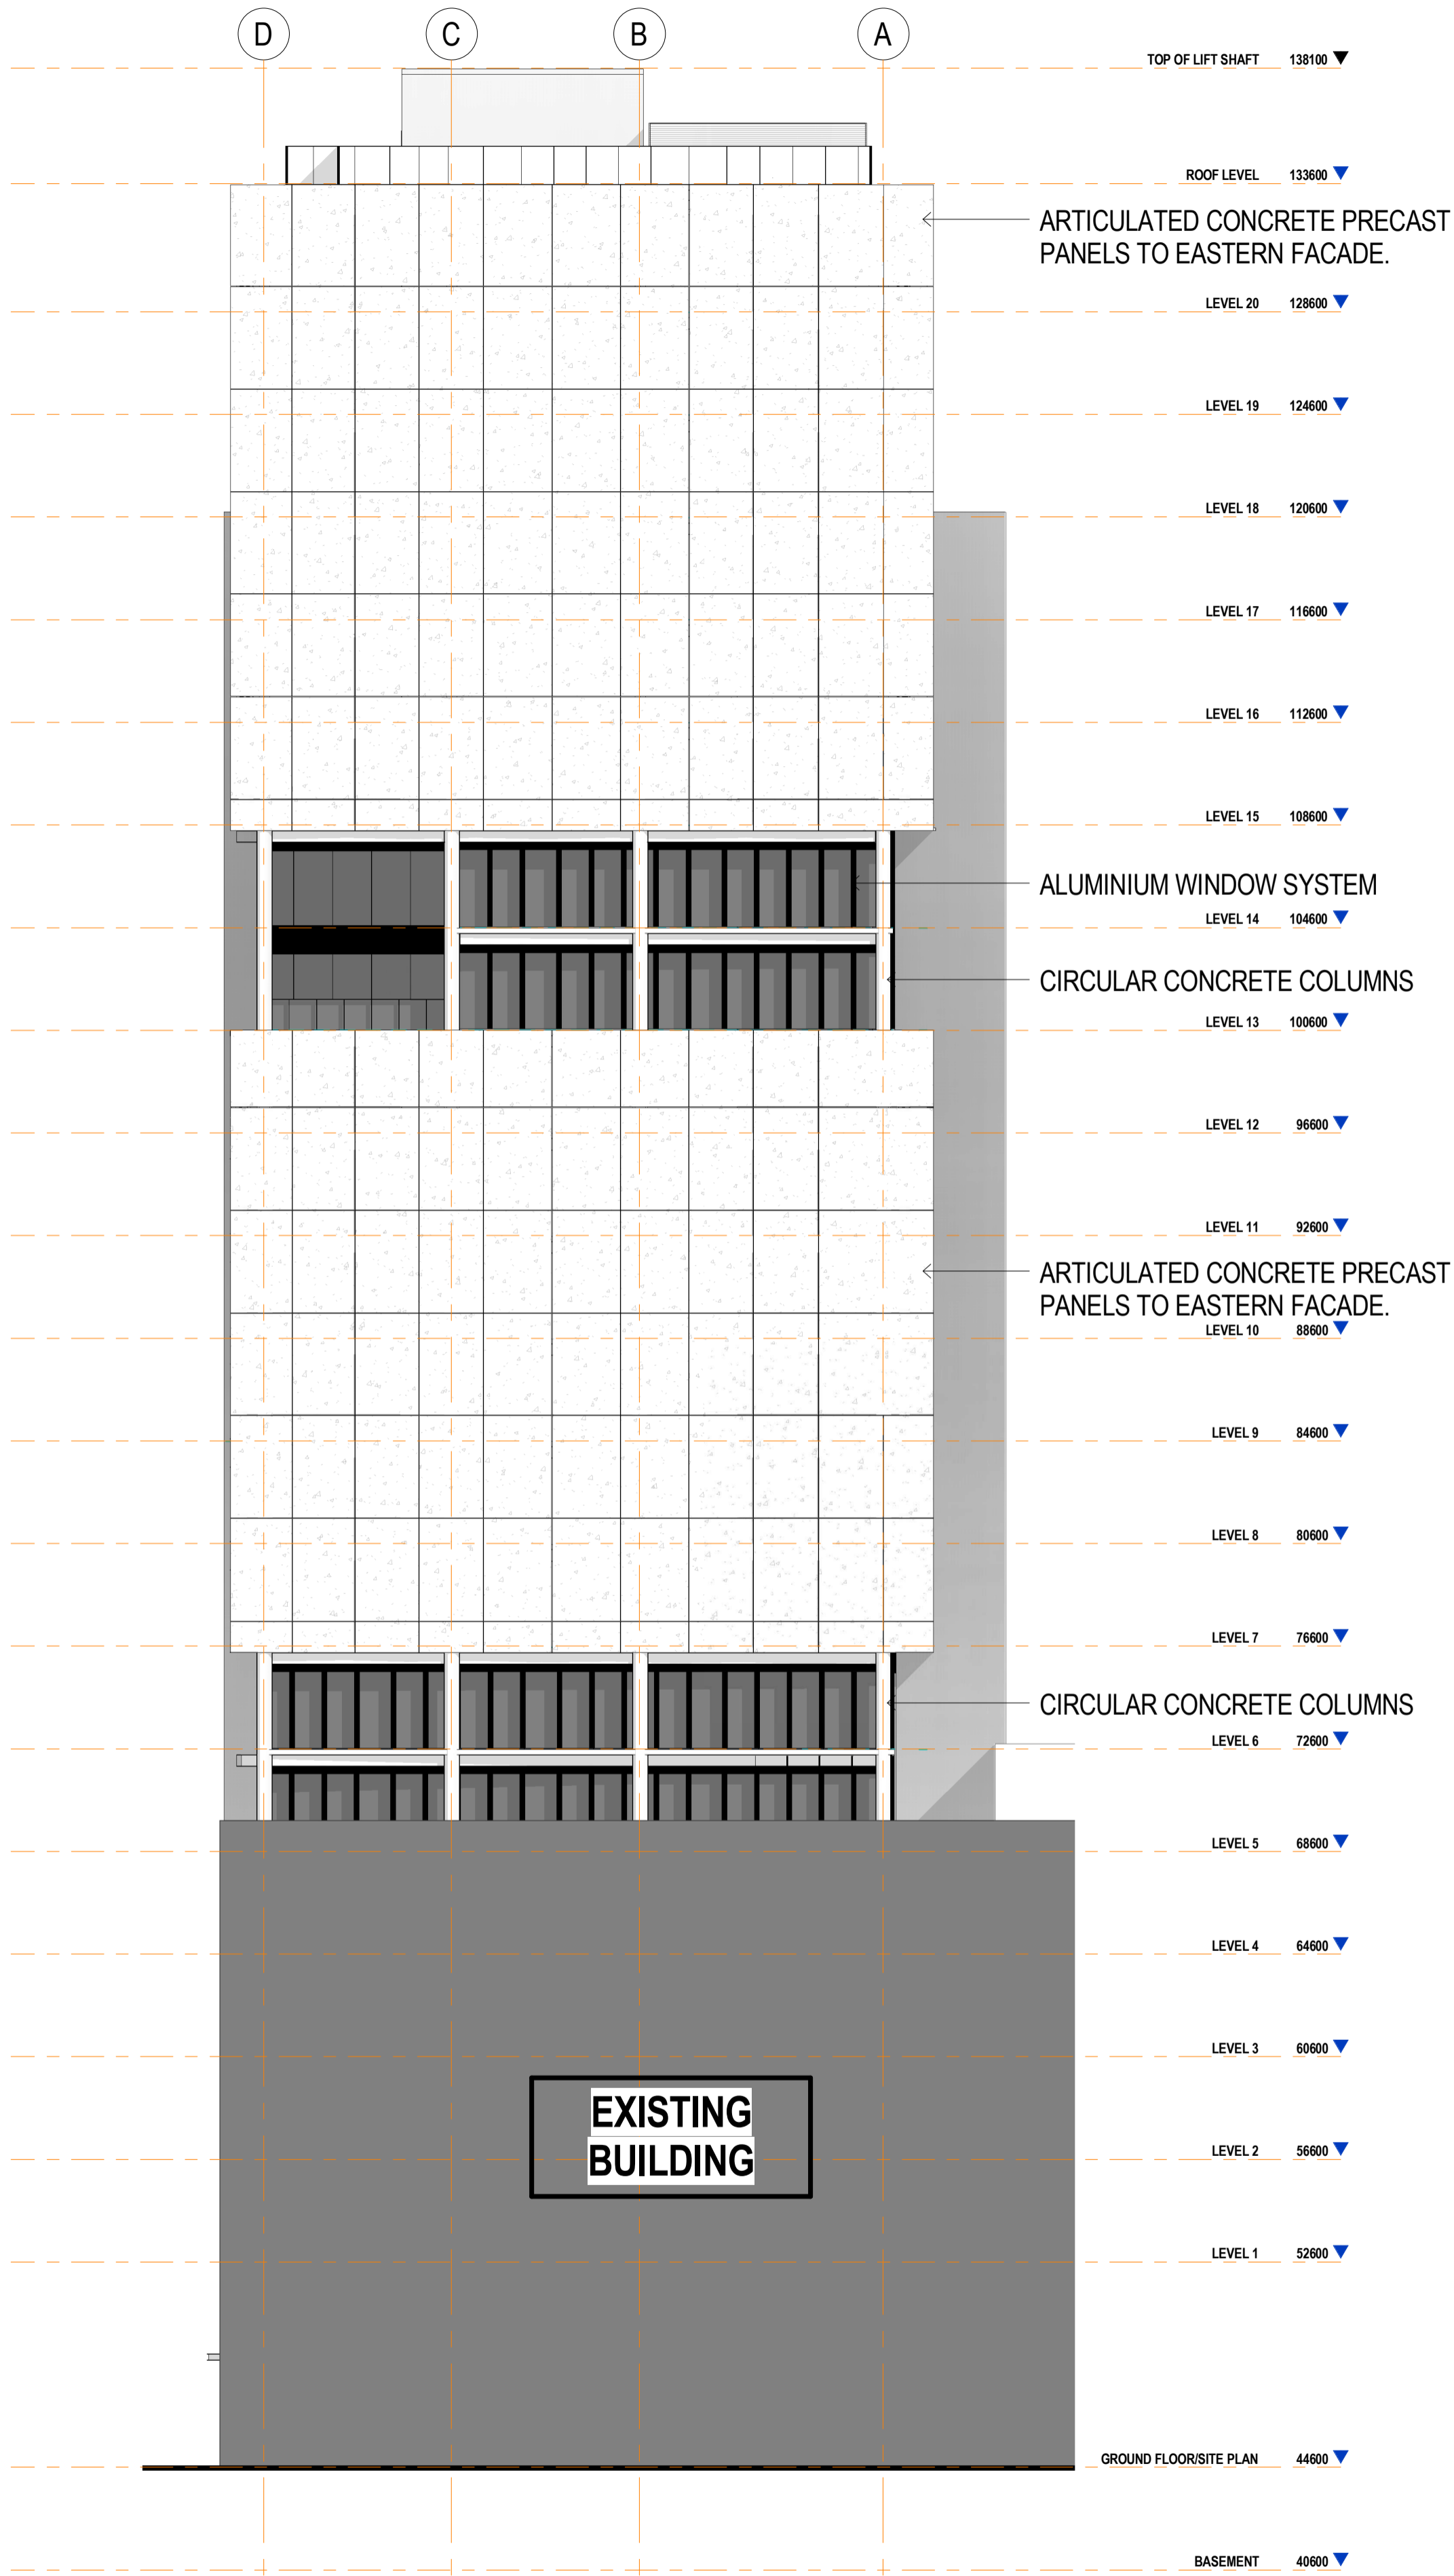 D C B A
TOP OF LIFT SHAFT 138100
ROOF LEVEL 133600
ARTICULATED CONCRETE PRECAST
PANELS TO EASTERN FACADE.
LEVEL 20 128600
LEVEL 19 124600
LEVEL 18 120600
LEVEL 17 116600
LEVEL 16 112600
LEVEL 15 108600
ALUMINIUM WINDOW SYSTEM
LEVEL 14 104600
CIRCULAR CONCRETE COLUMNS
LEVEL 13 100600
LEVEL 12 96600
LEVEL 11 92600
ARTICULATED CONCRETE PRECAST
PANELS TO EASTERN FACADE.
LEVEL 10 88600
LEVEL 9 84600
LEVEL 8 80600
LEVEL 7 76600
CIRCULAR CONCRETE COLUMNS
LEVEL 6 72600
LEVEL 5 68600
LEVEL 4 64600
LEVEL 3 60600
EXISTING
BUILDING
LEVEL 2 56600
LEVEL 1 52600
GROUND FLOOR/SITE PLAN 44600
BASEMENT 40600